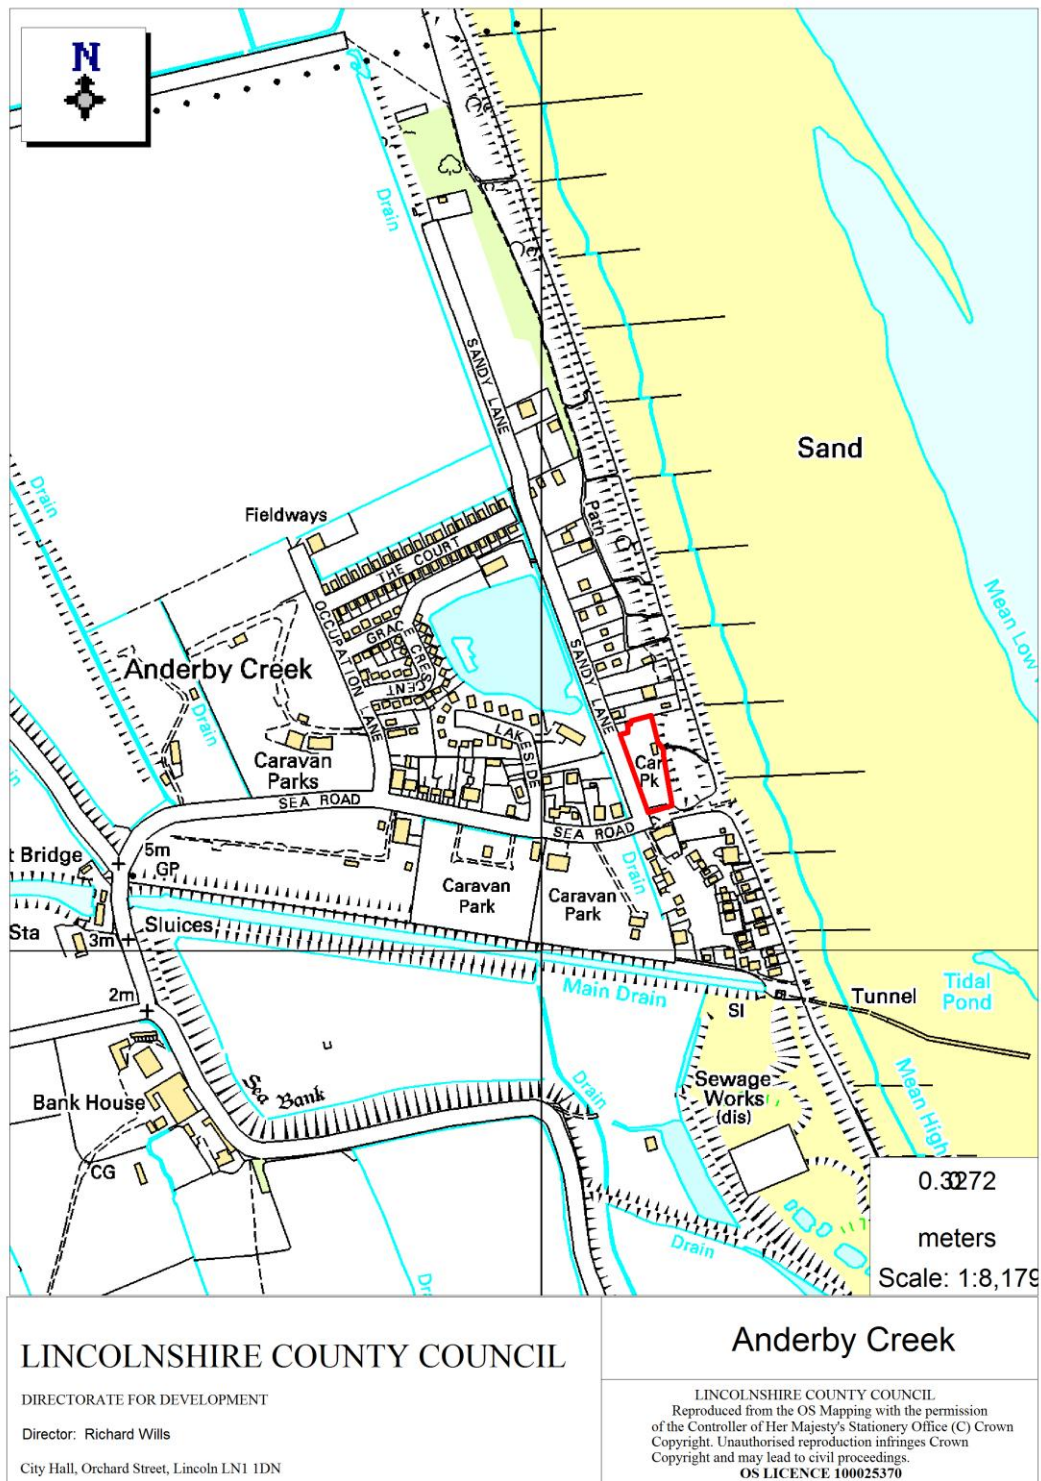 N
Drain
SANDY LANE
Sand
Drain
Fieldways
Path
THE COURT
OCCUPATION LANE
GRACE CRESCENT
SANDY LANE
Mean Low
Anderby Creek
Drain
LAKESIDE
Caravan
Parks
Car
Pk
SEA ROAD
SEA ROAD
t Bridge
5m
GP
Drain
Caravan
Park
Caravan
Park
Sta
3m
Sluices
2m
Main Drain
Sl
Tunnel
Tidal
Pond
Sea Bank
Drain
Sewage
Works
(dis)
Mean High
Bank House
CG
Drain
meters
Scale: 1:8,179
LINCOLNSHIRE COUNTY COUNCIL
DIRECTORATE FOR DEVELOPMENT
Director: Richard Wills
City Hall, Orchard Street, Lincoln LN1 1DN
Anderby Creek
LINCOLNSHIRE COUNTY COUNCIL
Reproduced from the OS Mapping with the permission
of the Controller of Her Majesty's Stationery Office (C) Crown
Copyright. Unauthorised reproduction infringes Crown
Copyright and may lead to civil proceedings.
OS LICENCE 100025370